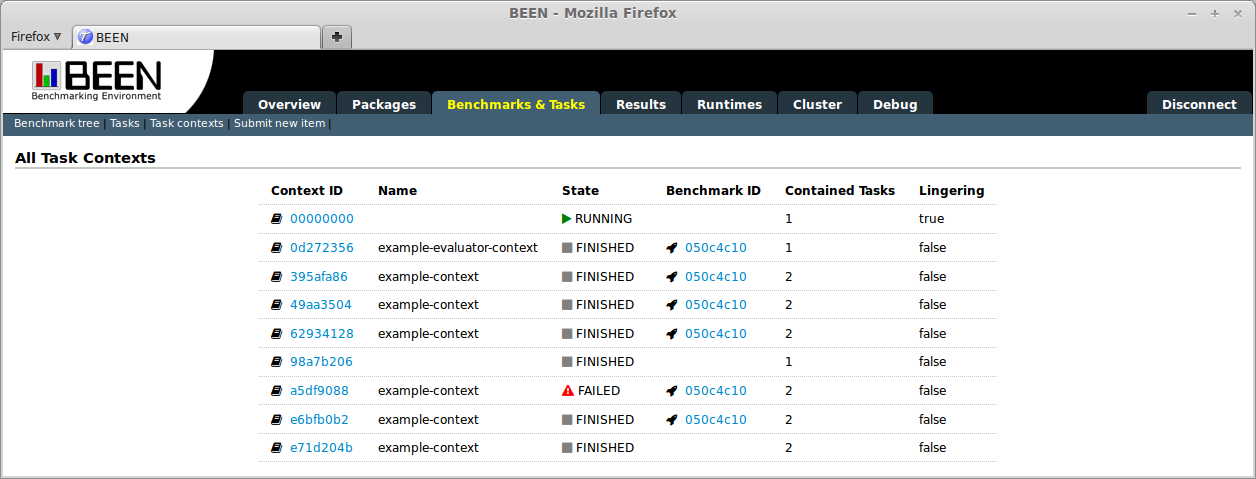 BEEN - Mozilla Firefox
Firefox
BEEN
BEEN
Benchmarking Environment
Overview Packages Benchmarks & Tasks Results Runtimes Cluster Debug Disconnect
Benchmark tree | Tasks | Task contexts | Submit new item |
All Task Contexts
Context ID Name State Benchmark ID Contained Tasks Lingering
00000000 RUNNING 1 true
0d272356 example-evaluator-context FINISHED 050c4c10 1 false
395afa86 example-context FINISHED 050c4c10 2 false
49aa3504 example-context FINISHED 050c4c10 2 false
62934128 example-context FINISHED 050c4c10 2 false
98a7b206 FINISHED 1 false
a5df9088 example-context FAILED 050c4c10 2 false
e6bfb0b2 example-context FINISHED 050c4c10 2 false
e71d204b example-context FINISHED 2 false